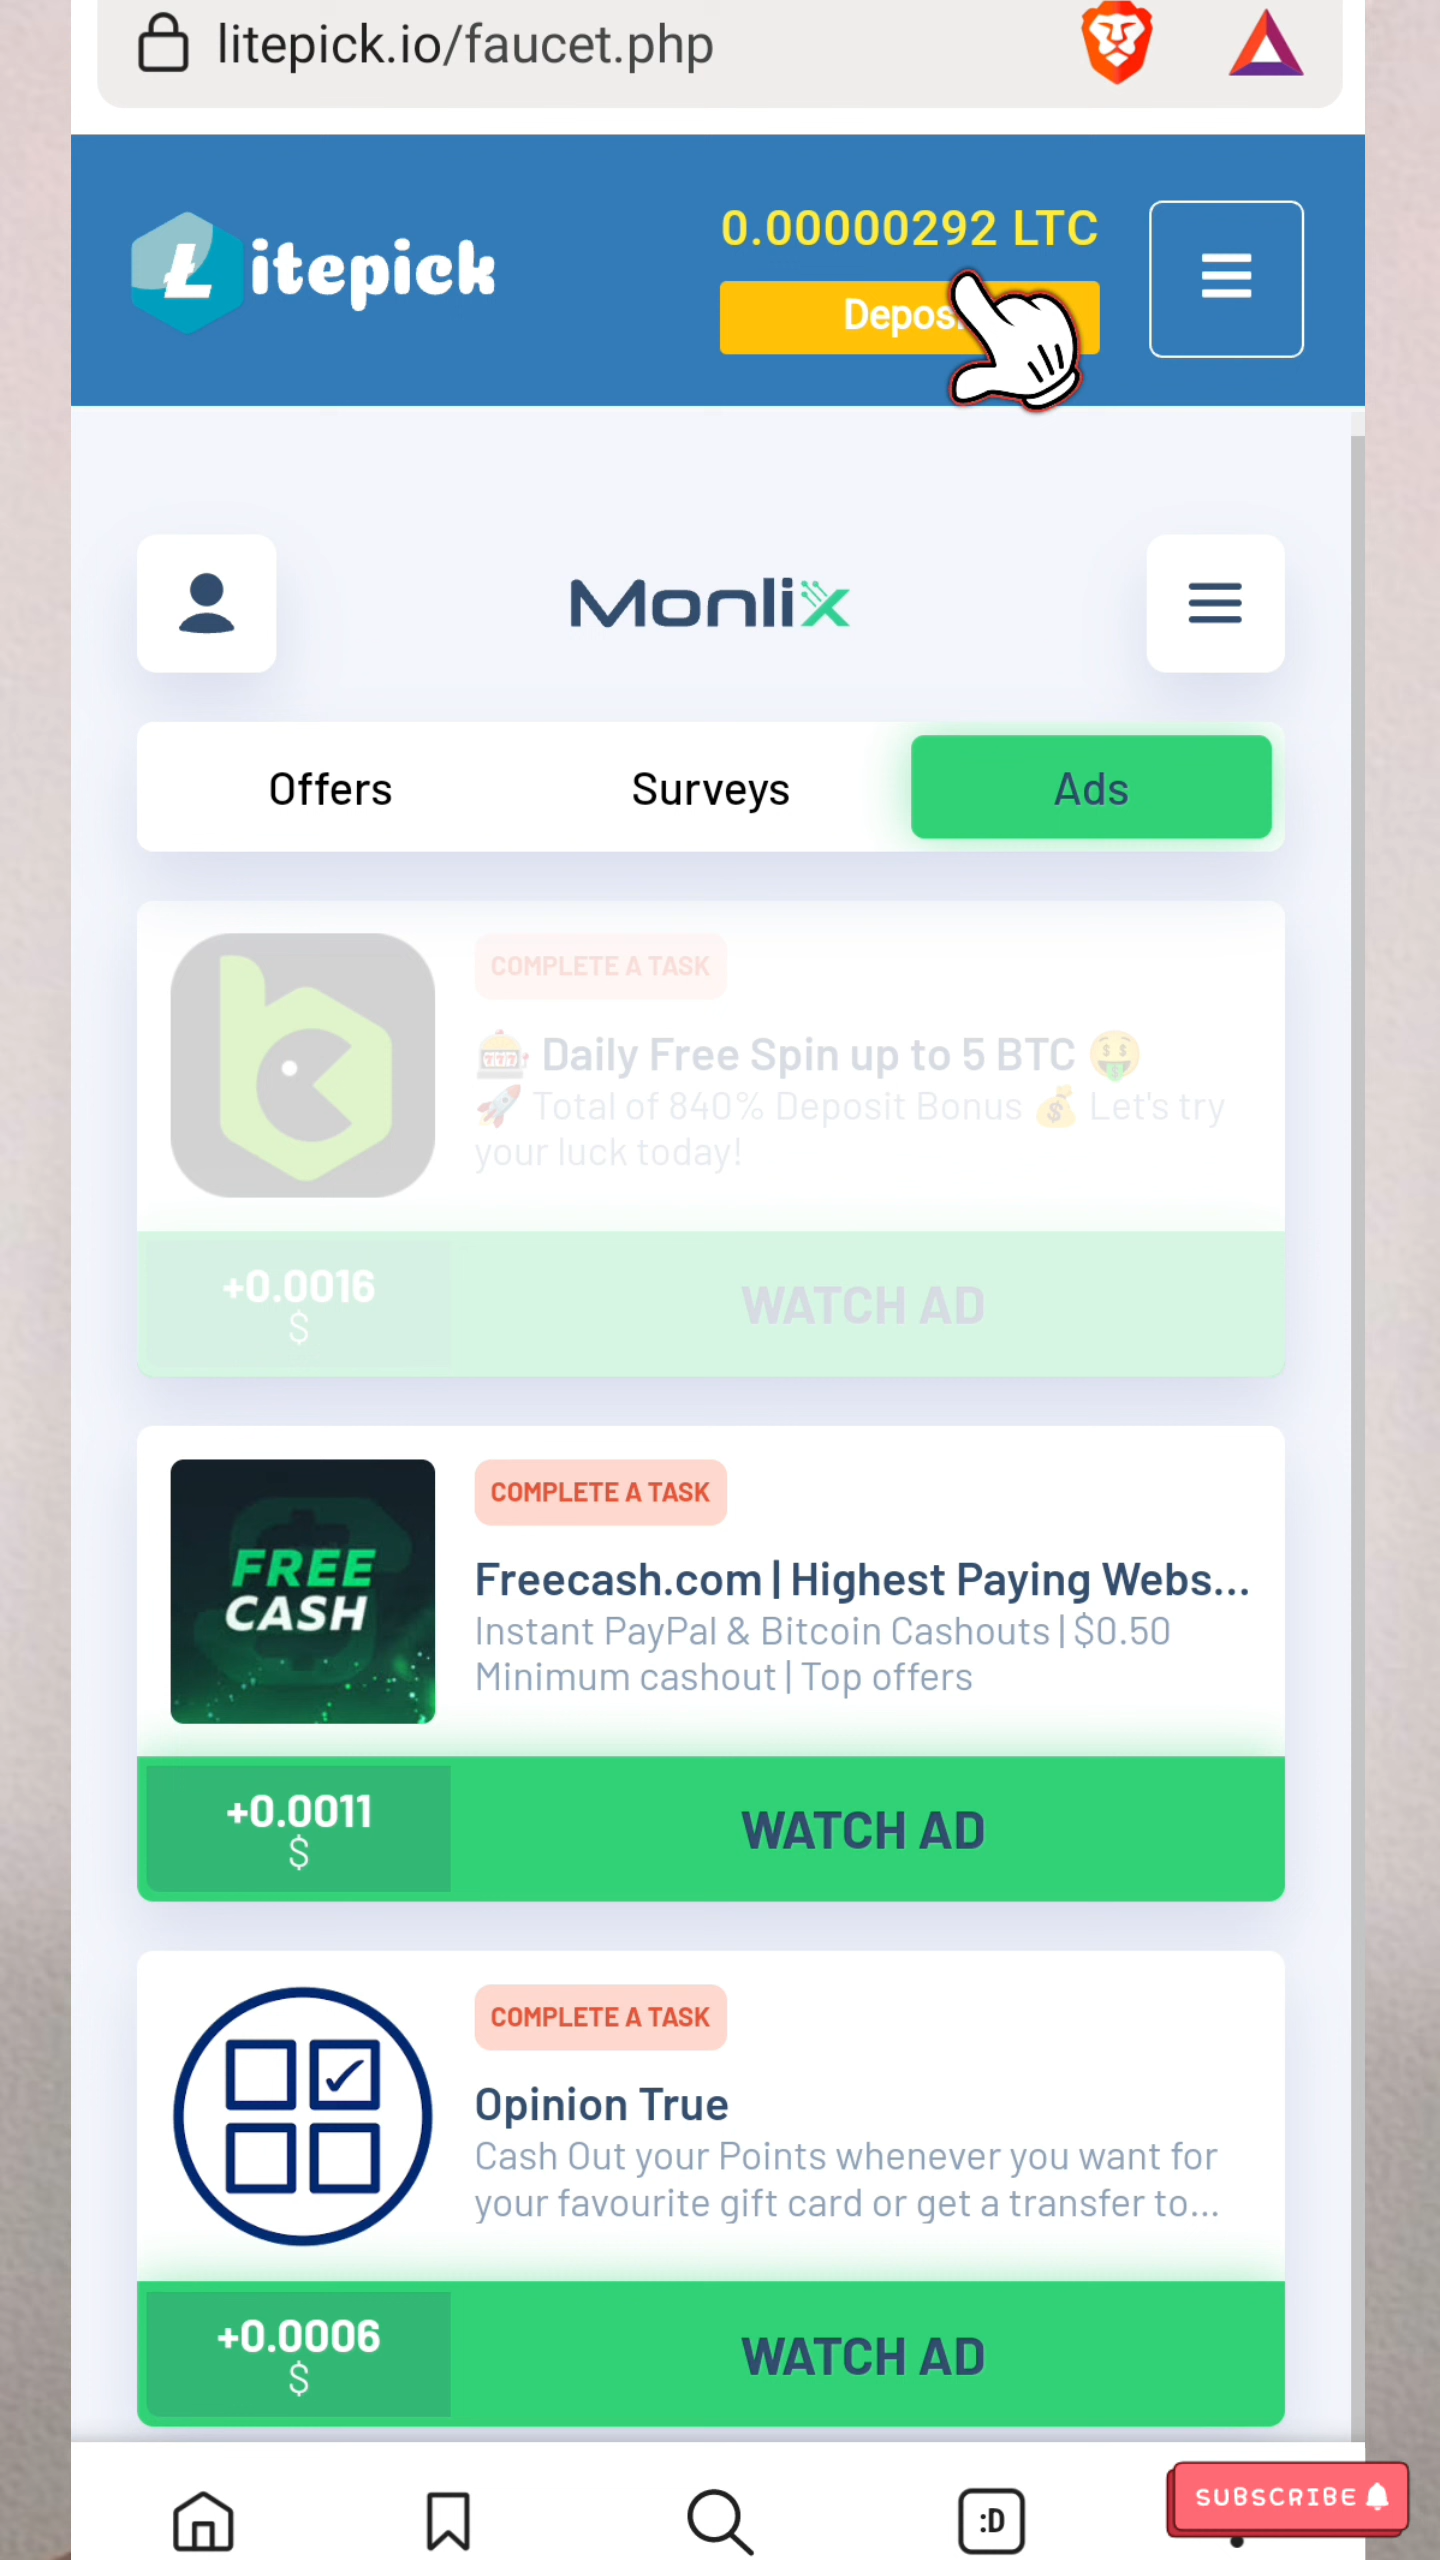 litepick.io/faucet.php
0.00000292 LTC
Litepick
Depos
Monlix
Offers
Surveys
Ads
COMPLETE A TASK
Daily Free Spin up to 5 BTC
Total of 840% Deposit Bonus 💰 Let's try
your luck today!
+0.0016
$
WATCH AD
FREE
CASH
COMPLETE A TASK
Freecash.com | Highest Paying Webs...
Instant PayPal & Bitcoin Cashouts | $0.50
Minimum cashout | Top offers
+0.0011
$
WATCH AD
COMPLETE A TASK
Opinion True
Cash Out your Points whenever you want for
your favourite gift card or get a transfer to...
+0.0006
$
WATCH AD
:D
SUBSCRIBE